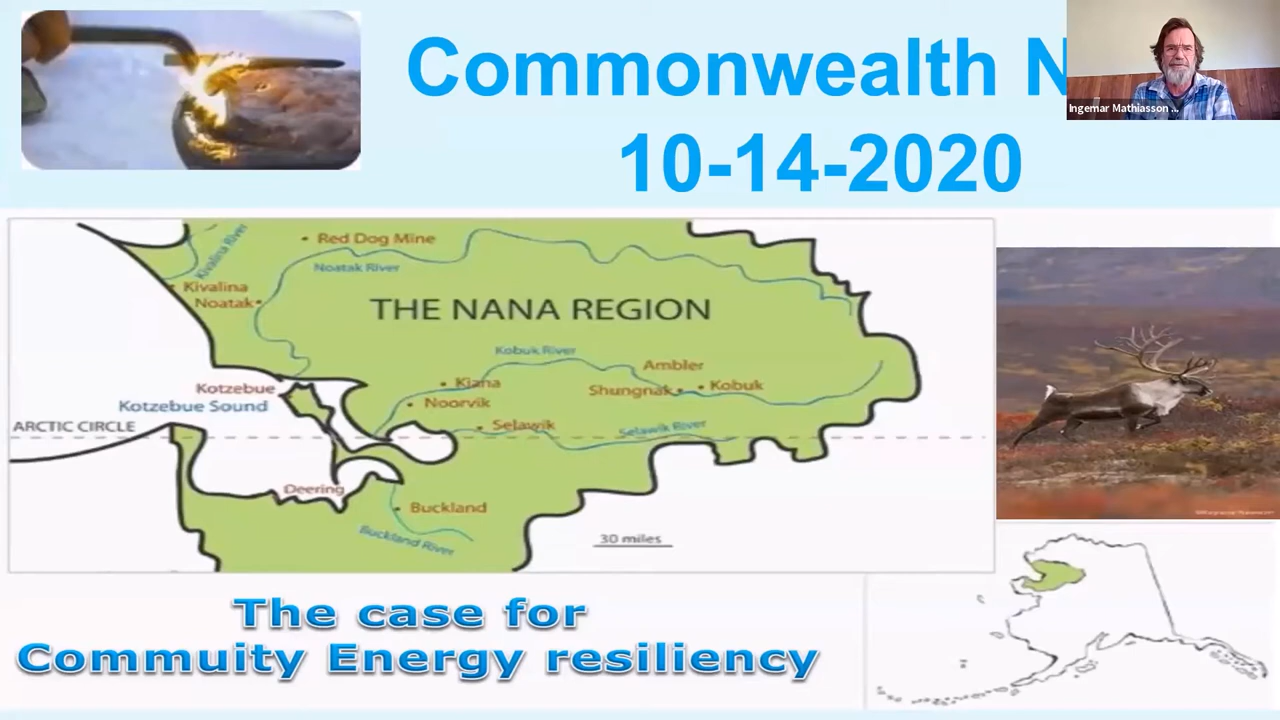 Commonwealth N
10-14-2020
Ingemar Mathiasson ...
Kivalina River
Red Dog Mine
Noatak River
Kivalina
Noatak
THE NANA REGION
Kobuk River
Ambler
Kotzebue
Kiana
Shungnak
Kobuk
Kotzebue Sound
Noorvik
ARCTIC CIRCLE
Selawik
Selawik River
Deering
Buckland
Buckland River
30 miles
The case for
Commuity Energy resiliency